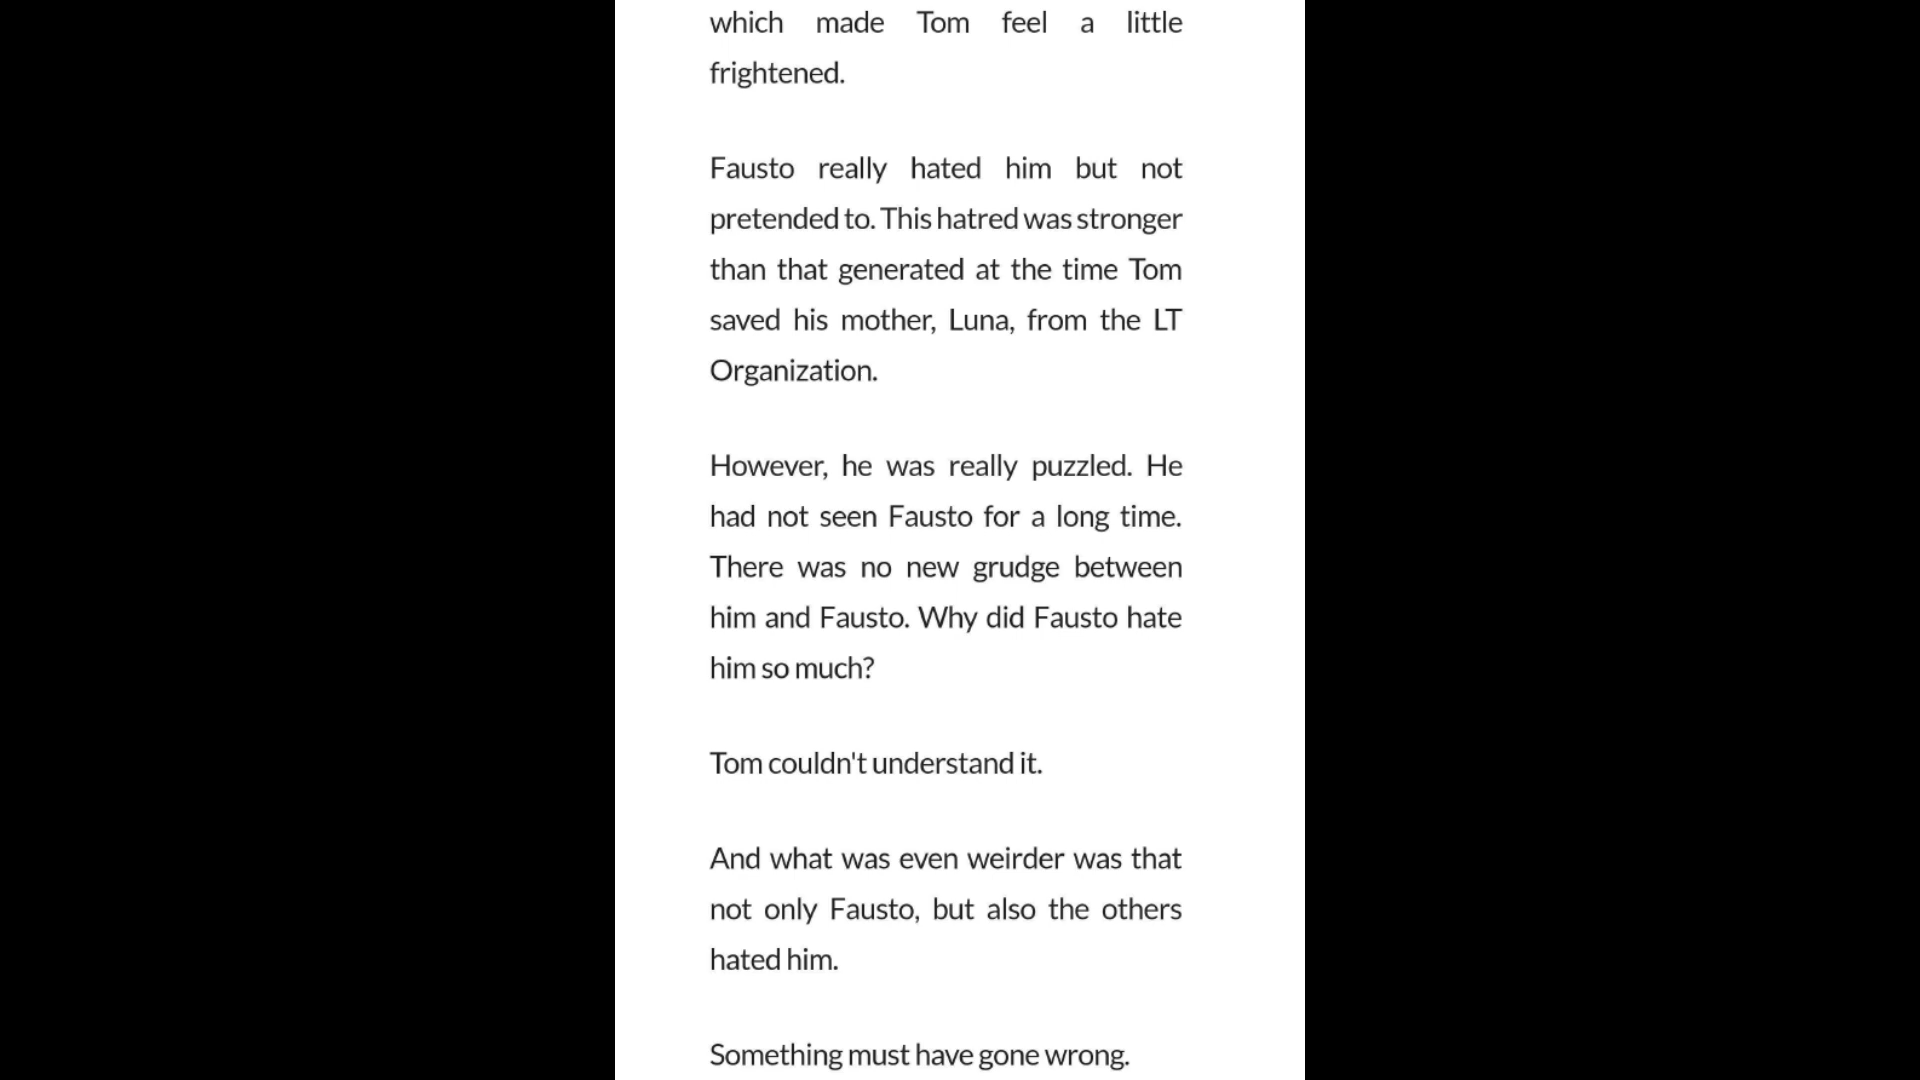 which made Tom feel a little
frightened.
Fausto really hated him but not
pretended to. This hatred was stronger
than that generated at the time Tom
saved his mother, Luna, from the LT
Organization.
However, he was really puzzled. He
had not seen Fausto for a long time.
There was no new grudge between
him and Fausto. Why did Fausto hate
him so much?
Tom couldn't understand it.
And what was even weirder was that
not only Fausto, but also the others
hated him.
Something must have gone wrong.